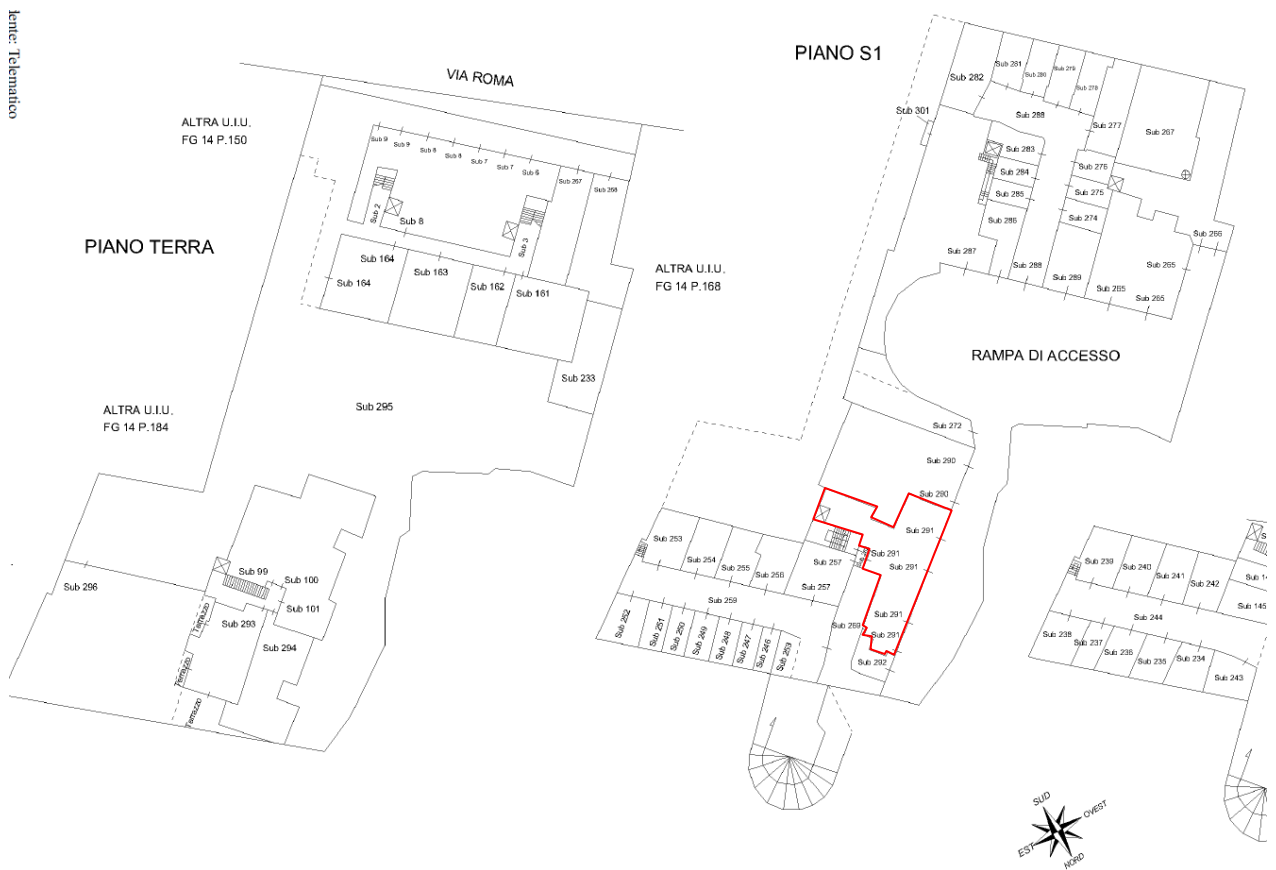 lente: Telematico
VIA ROMA
ALTRA U.I.U.
FG 14 P.150
PIANO TERRA
Sub 9
Sub 9
Sub 8
Sub 8
Sub 7
Sub 7
Sub 6
Sub 267
Sub 268
Sub 2
Sub 8
Sub 3
Sub 164
Sub 164
Sub 163
Sub 162
Sub 161
ALTRA U.I.U.
FG 14 P.168
Sub 233
Sub 295
ALTRA U.I.U.
FG 14 P.184
Sub 296
Sub 99
Sub 100
Sub 101
Sub 293
Sub 294
Terrazzo
Terrazzo
Terrazzo
PIANO S1
Sub 282
Sub 281
Sub 280
Sub 279
Sub 278
Sub 301
Sub 288
Sub 277
Sub 267
Sub 283
Sub 284
Sub 285
Sub 286
Sub 276
Sub 275
Sub 274
Sub 287
Sub 288
Sub 289
Sub 266
Sub 265
Sub 265
Sub 265
RAMPA DI ACCESSO
Sub 272
Sub 290
Sub 290
Sub 291
Sub 291
Sub 291
Sub 291
Sub 291
Sub 292
Sub 269
Sub 253
Sub 254
Sub 255
Sub 256
Sub 257
Sub 257
Sub 259
Sub 252
Sub 251
Sub 250
Sub 249
Sub 248
Sub 247
Sub 246
Sub 253
Sub 239
Sub 240
Sub 241
Sub 242
Sub 145
Sub 244
Sub 238
Sub 237
Sub 236
Sub 235
Sub 234
Sub 243
SUD
OVEST
EST
NORD